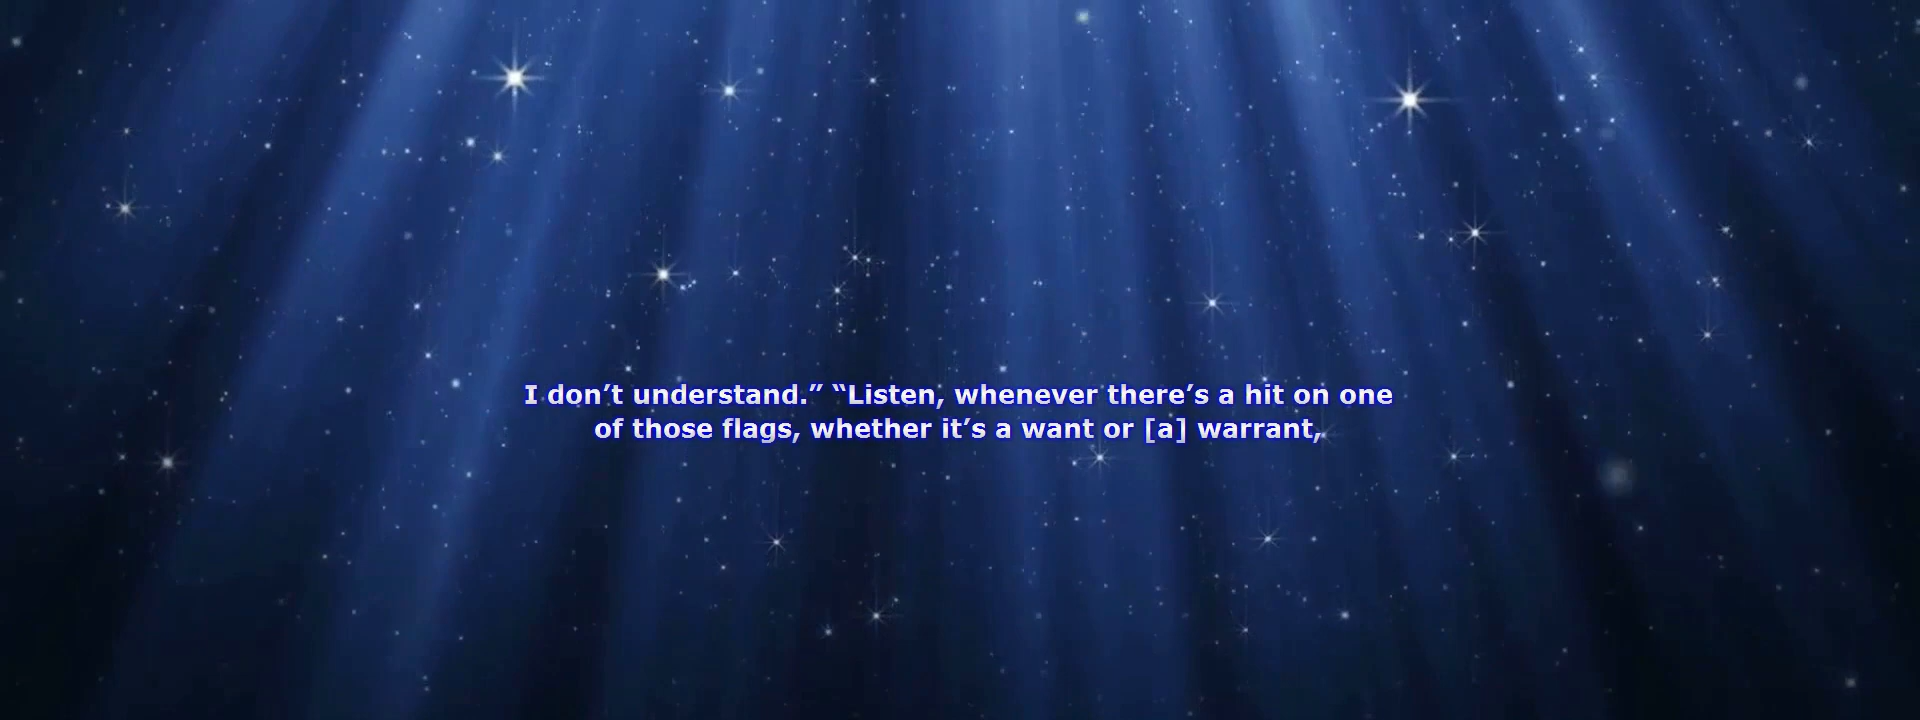 I don’t understand.” “Listen, whenever there’s a hit on one
of those flags, whether it’s a want or [a] warrant,